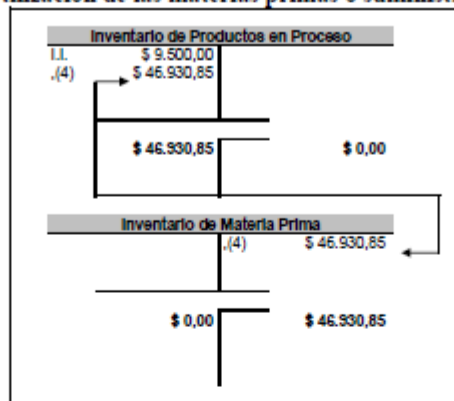 Inventario de Productos en Proceso
I.I. $ 9.500,00
.(4) $ 46.930,85
$ 46.930,85 $ 0,00
Inventario de Materia Prima
.(4) $ 46.930,85
$ 0,00 $ 46.930,85